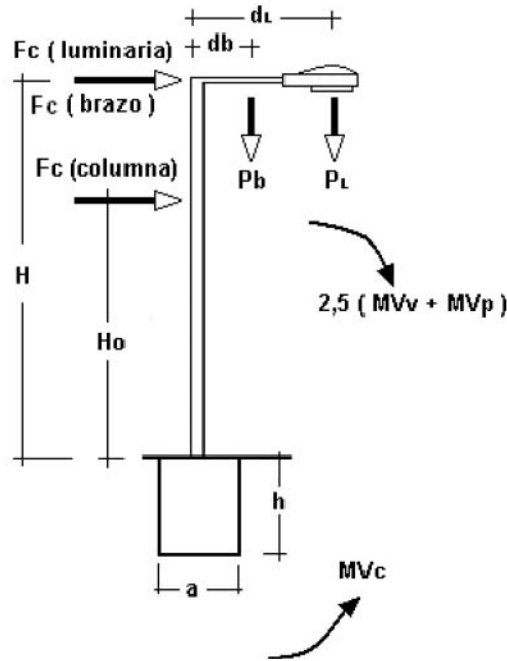 dL
db
Fc ( luminaria)
Fc ( brazo )
Fc (columna)
Pb
PL
H
2,5 ( MVv + MVp )
Ho
h
a
MVc